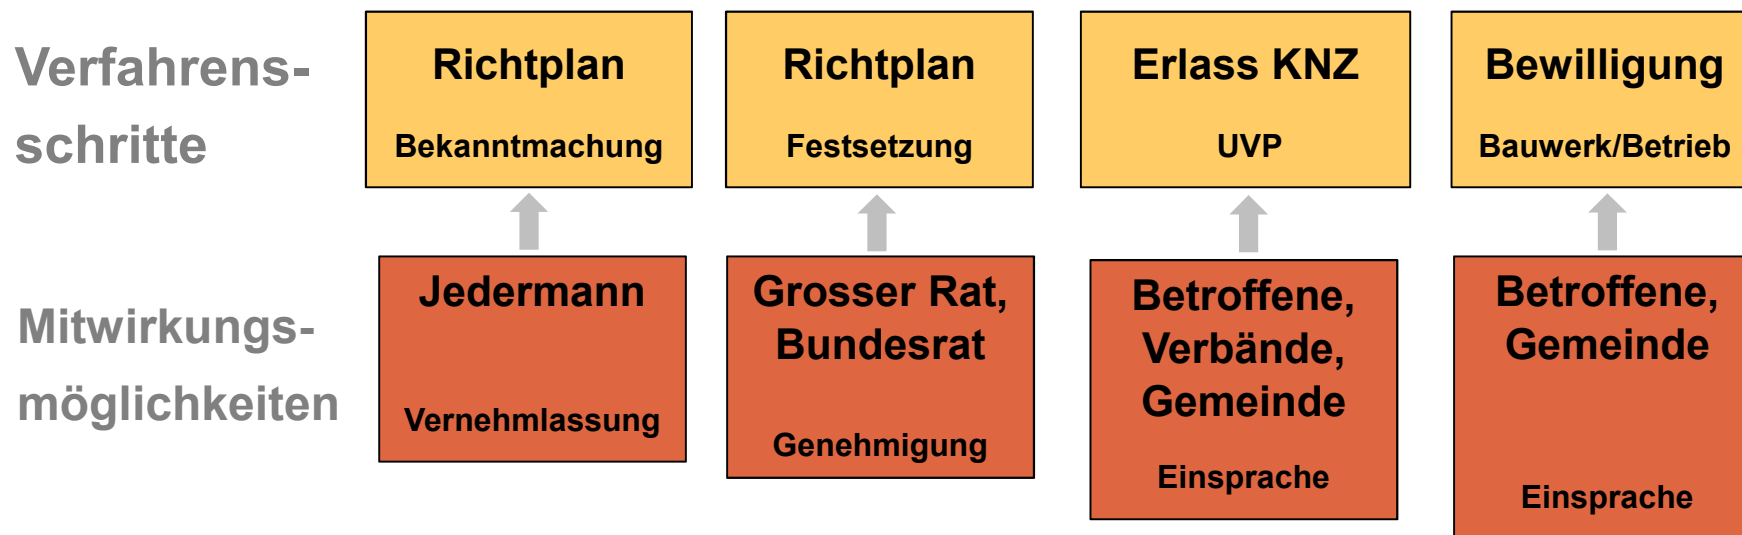 Verfahrens-
schritte
Richtplan
Bekanntmachung
Richtplan
Festsetzung
Erlass KNZ
UVP
Bewilligung
Bauwerk/Betrieb
Mitwirkungs-
möglichkeiten
Jedermann
Vernehmlassung
Grosser Rat,
Bundesrat
Genehmigung
Betroffene,
Verbände,
Gemeinde
Einsprache
Betroffene,
Gemeinde
Einsprache